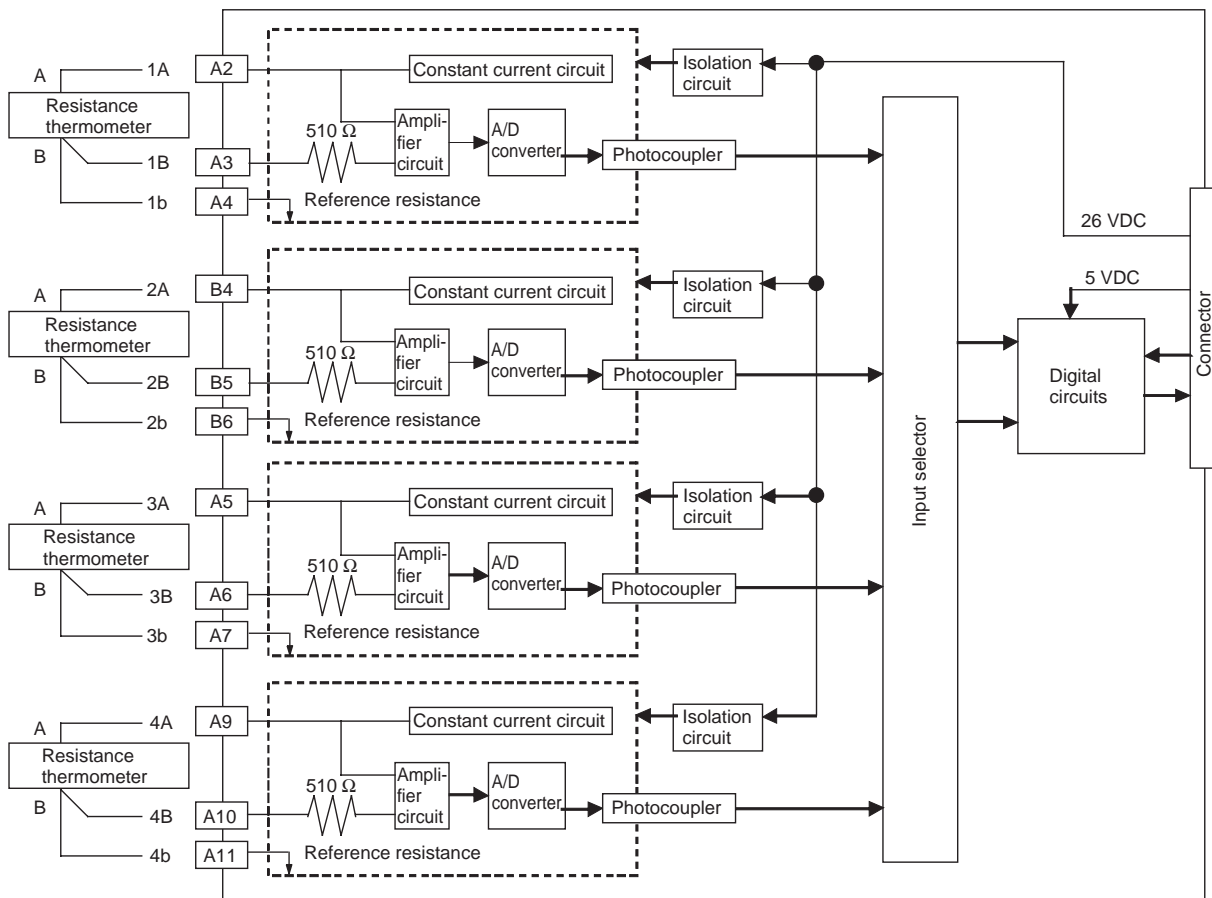 A
1A
A2
Resistance
thermometer
B
1B
A3
1b
A4
Constant current circuit
510 Ω
Ampli-
fier
circuit
A/D
converter
Reference resistance
Isolation
circuit
Photocoupler
A
2A
B4
Resistance
thermometer
B
2B
B5
2b
B6
Constant current circuit
510 Ω
Ampli-
fier
circuit
A/D
converter
Reference resistance
Isolation
circuit
Photocoupler
A
3A
A5
Resistance
thermometer
B
3B
A6
3b
A7
Constant current circuit
510 Ω
Ampli-
fier
circuit
A/D
converter
Reference resistance
Isolation
circuit
Photocoupler
A
4A
A9
Resistance
thermometer
B
4B
A10
4b
A11
Constant current circuit
510 Ω
Ampli-
fier
circuit
A/D
converter
Reference resistance
Isolation
circuit
Photocoupler
Input selector
26 VDC
5 VDC
Digital
circuits
Connector